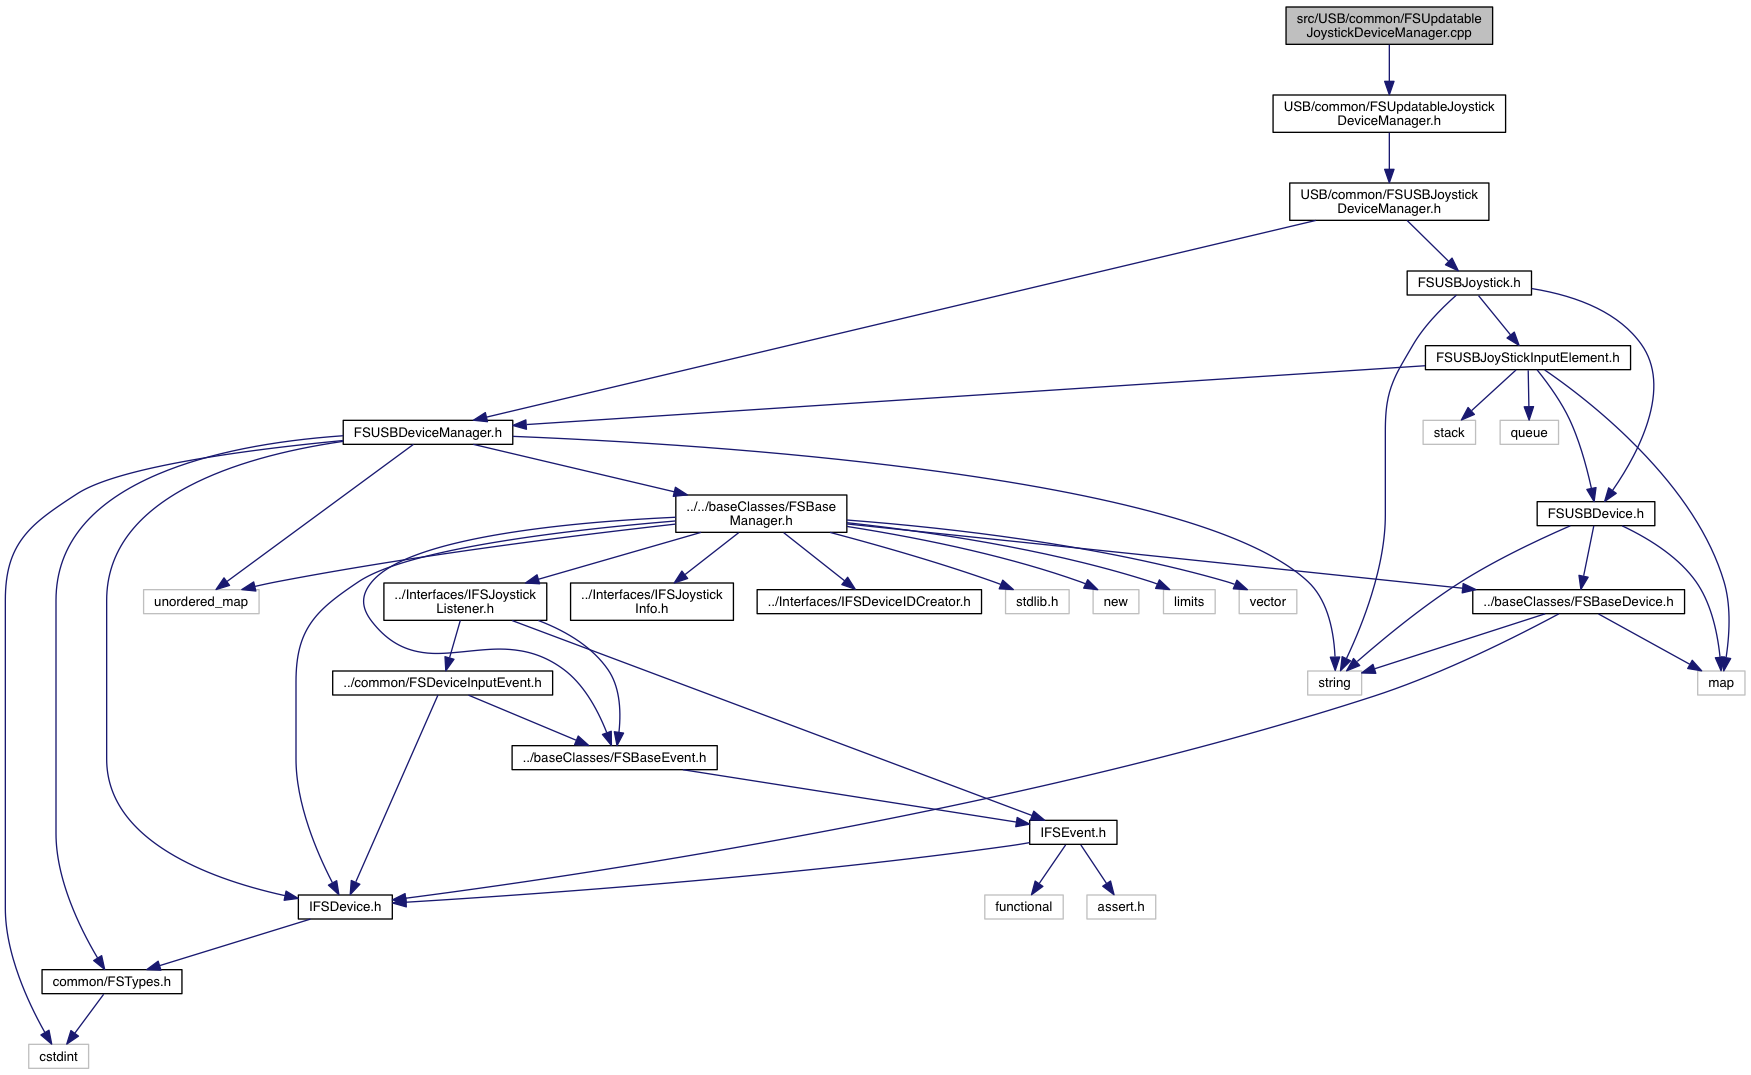 src/USB/common/FSUpdatable
JoystickDeviceManager.cpp
USB/common/FSUpdatableJoystick
DeviceManager.h
USB/common/FSUSBJoystick
DeviceManager.h
FSUSBJoystick.h
FSUSBJoyStickInputElement.h
FSUSBDeviceManager.h
stack
queue
../../baseClasses/FSBase
Manager.h
FSUSBDevice.h
unordered_map
../Interfaces/IFSJoystick
Listener.h
../Interfaces/IFSJoystick
Info.h
../Interfaces/IFSDeviceIDCreator.h
stdlib.h
new
limits
vector
../baseClasses/FSBaseDevice.h
../common/FSDeviceInputEvent.h
string
map
../baseClasses/FSBaseEvent.h
IFSEvent.h
IFSDevice.h
functional
assert.h
common/FSTypes.h
cstdint